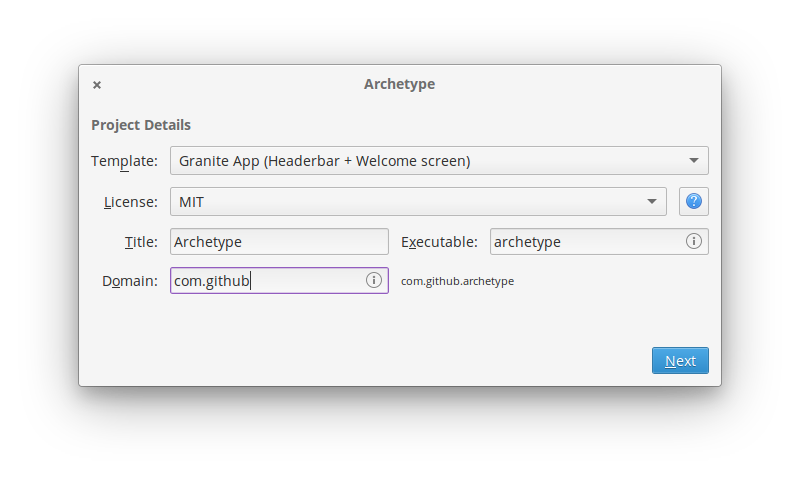 Archetype
Project Details
Template: Granite App (Headerbar + Welcome screen)
License: MIT
Title: Archetype Executable: archetype
Domain: com.github com.github.archetype
Next